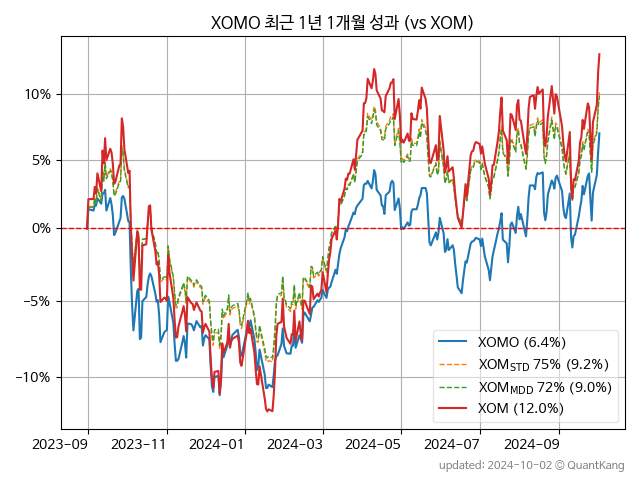 XOMO 최근 1년 1개월 성과 (vs XOM)
10%
5%
0%
−5%
−10%
XOMO (6.4%)
XOM_STD 75% (9.2%)
XOM_MDD 72% (9.0%)
XOM (12.0%)
2023-09 2023-11 2024-01 2024-03 2024-05 2024-07 2024-09
updated: 2024-10-02 © QuantKang